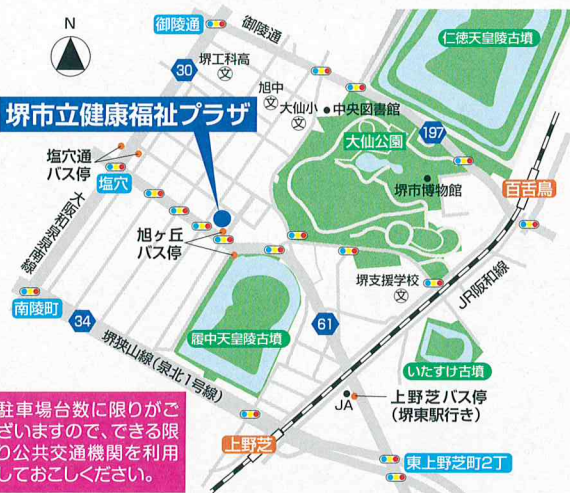 N
御陵通
御陵通
仁徳天皇陵古墳
堺工科高
文
30
旭中
文
大仙小
文
中央図書館
堺市立健康福祉プラザ
大仙公園
197
塩穴通
バス停
塩穴
堺市博物館
百舌鳥
大阪和泉泉南線
旭ヶ丘
バス停
堺支援学校
文
JR阪和線
南陵町
34
履中天皇陵古墳
61
いたすけ古墳
堺狭山線(泉北1号線)
JA
上野芝バス停
(堺東駅行き)
駐車場台数に限りがご
ざいますので、できる限
り公共交通機関を利用
しておこしください。
上野芝
東上野芝町2丁